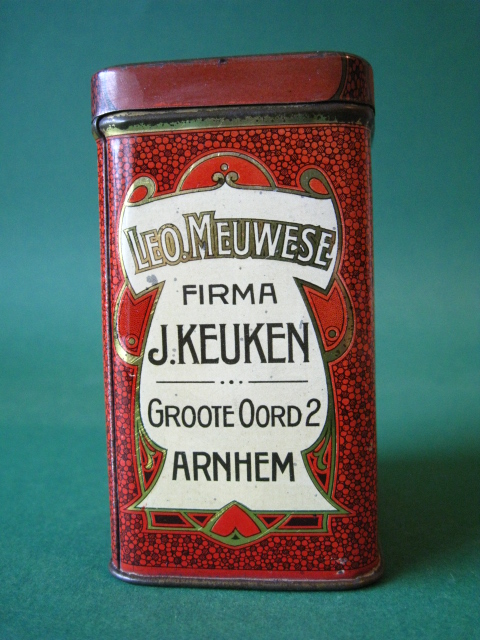 LEO. MEUWESE
FIRMA
J. KEUKEN
GROOTE OORD 2
ARNHEM